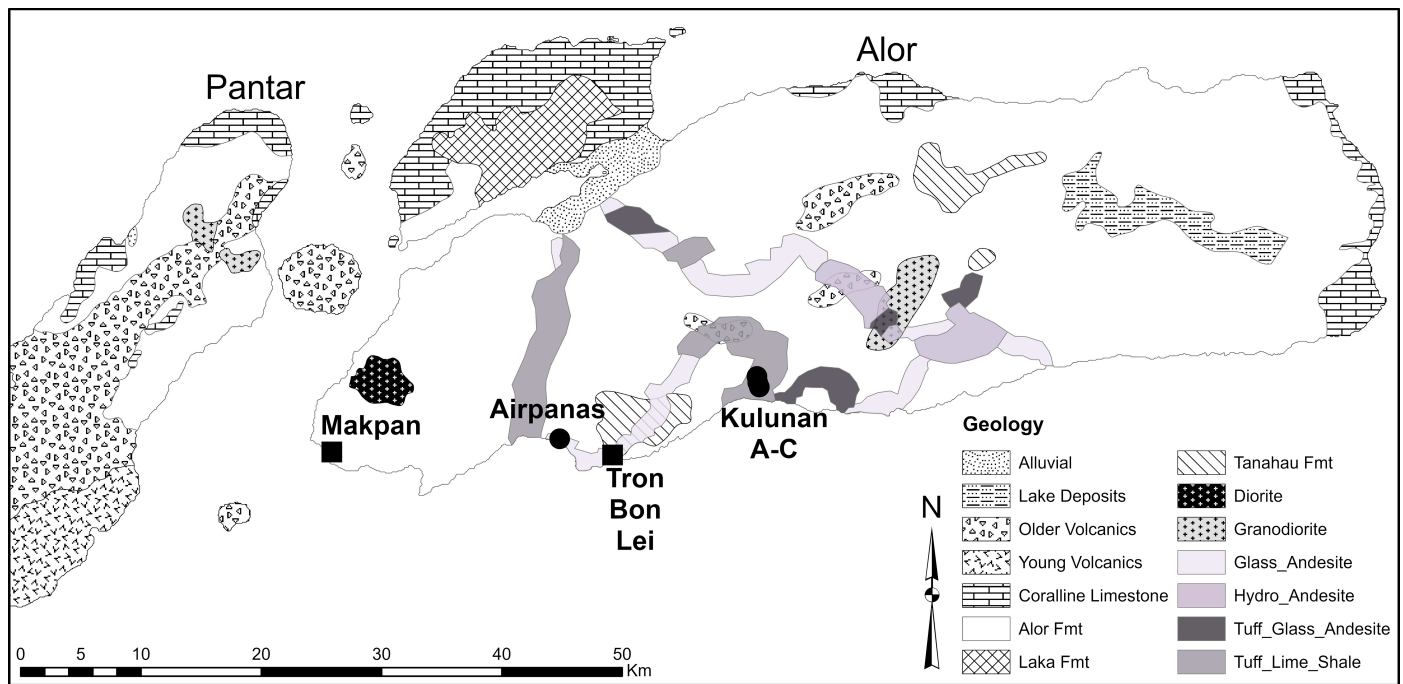 Alor
Pantar
Makpan
Airpanas
Tron
Bon
Lei
Kulunan
A-C
Geology
Alluvial
Lake Deposits
Older Volcanics
Young Volcanics
Coralline Limestone
Alor Fmt
Laka Fmt
Tanahau Fmt
Diorite
Granodiorite
Glass_Andesite
Hydro_Andesite
Tuff_Glass_Andesite
Tuff_Lime_Shale
N
0 5 10 20 30 40 50
Km